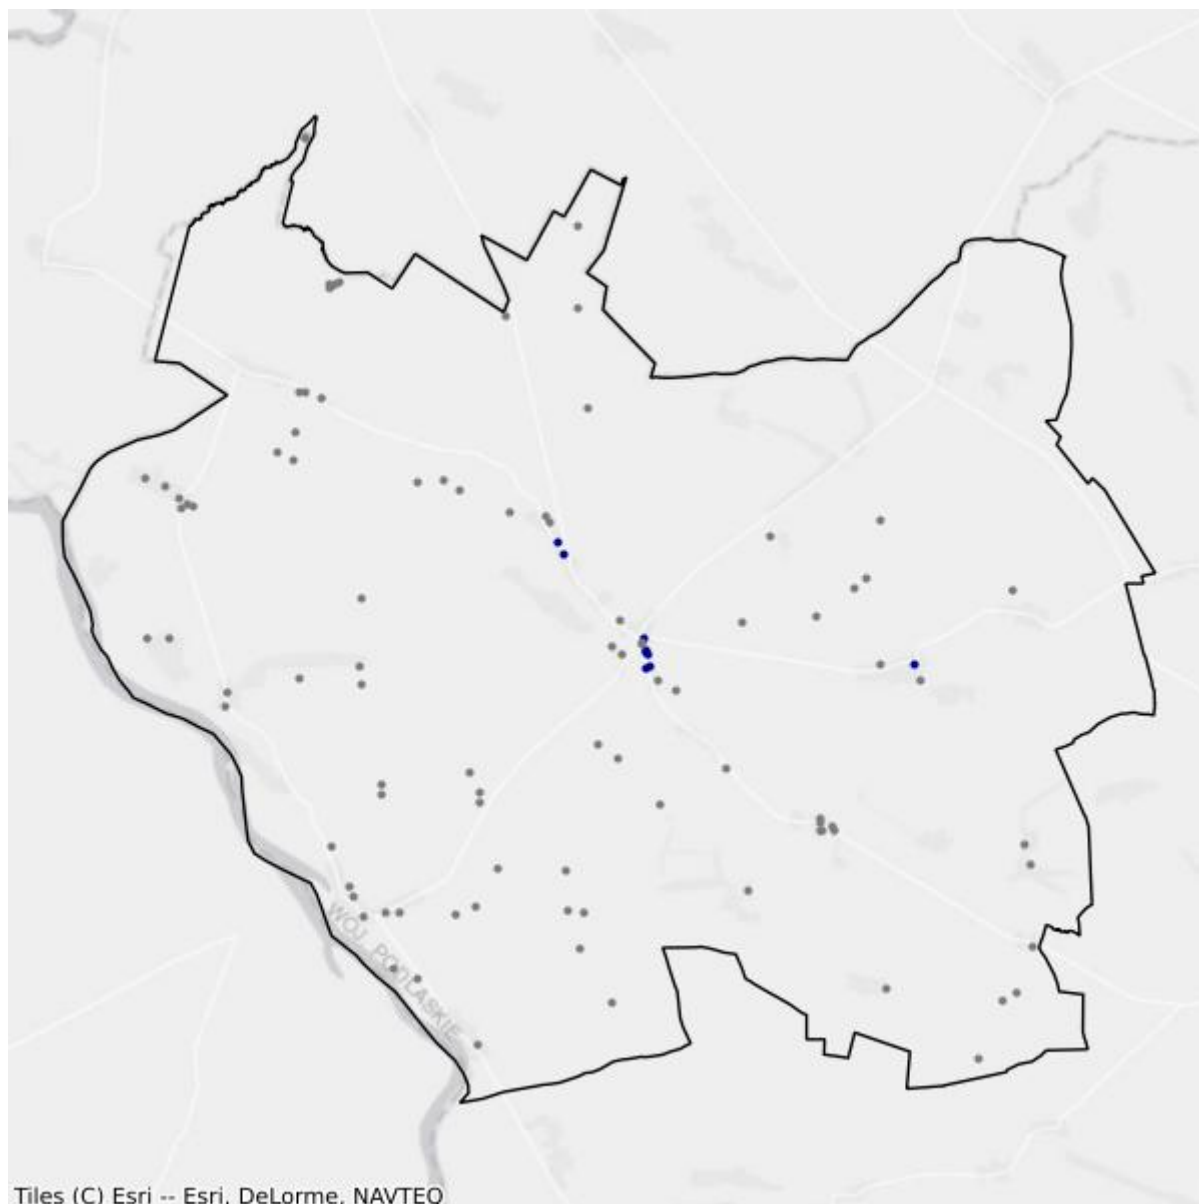 WOJ. PODLASKIE
Tiles (C) Esri -- Esri, DeLorme, NAVTEQ